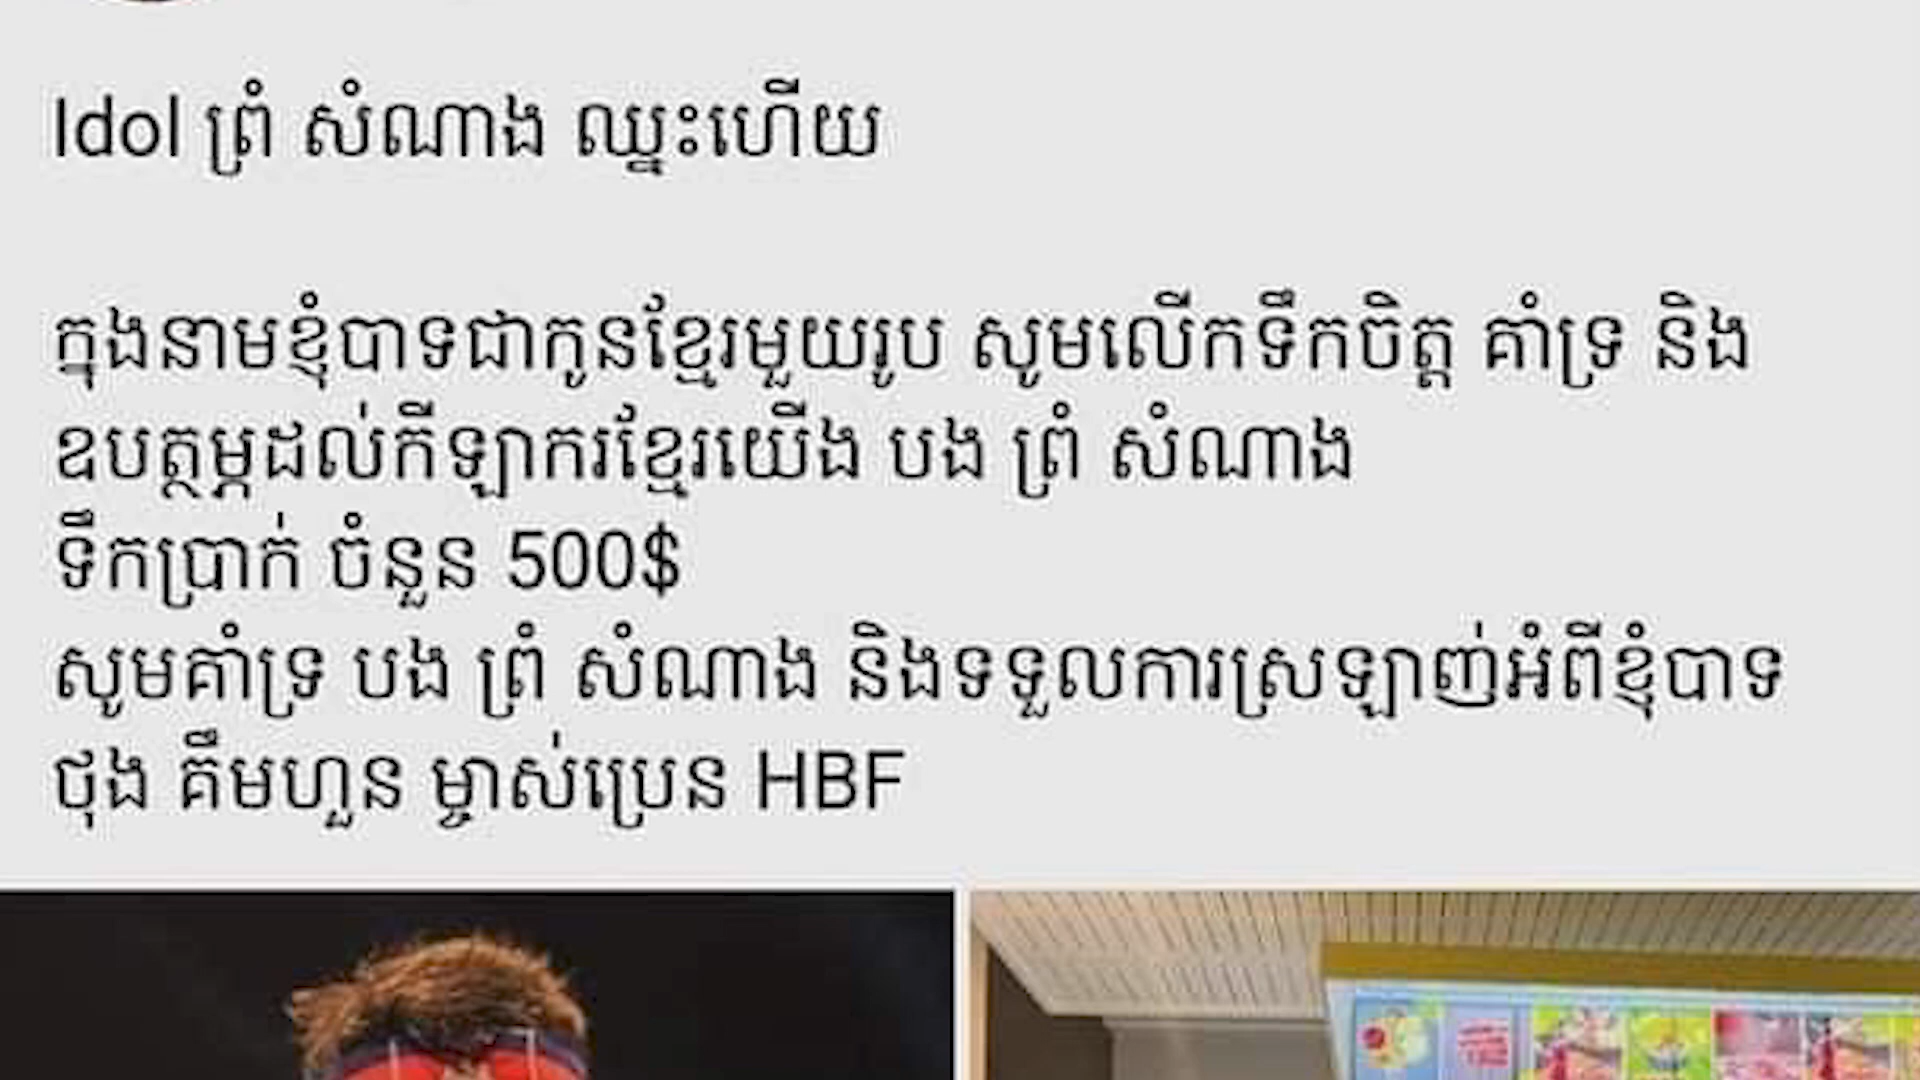 Idol ព្រំ សំណាង ឈ្នះហើយ
ក្នុងនាមខ្ញុំបាទជាកូនខ្មែរមួយរូប សូមលើកទឹកចិត្ត គាំទ្រ និង
ឧបត្ថម្ភដល់កីឡាករខ្មែរយើង បង ព្រំ សំណាង
ទឹកប្រាក់ ចំនួន 500$
សូមគាំទ្រ បង ព្រំ សំណាង និងទទួលការស្រឡាញ់អំពីខ្ញុំបាទ
ថុង គឹមហួន ម្ចាស់ប្រេន HBF